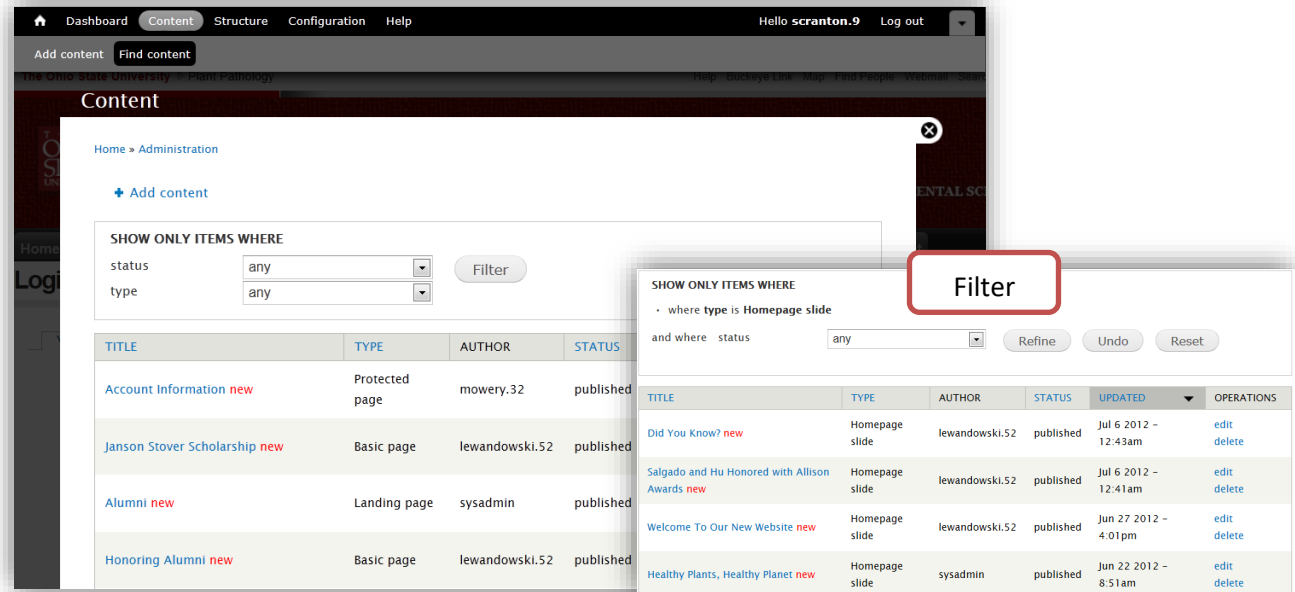 Dashboard Content Structure Configuration Help Hello scranton.9 Log out
Add content Find content
The Ohio State University Plant Pathology Help Buckeye Link Map Find People Webmail
Content
Home » Administration
Add content
SHOW ONLY ITEMS WHERE
status any Filter
type any
TITLE TYPE AUTHOR STATUS
Account Information new Protected page mowery.32 published
Janson Stover Scholarship new Basic page lewandowski.52 published
Alumni new Landing page sysadmin published
Honoring Alumni new Basic page lewandowski.52 published
Filter
SHOW ONLY ITEMS WHERE
· where type is Homepage slide
and where status any Refine Undo Reset
TITLE TYPE AUTHOR STATUS UPDATED OPERATIONS
Did You Know? new Homepage slide lewandowski.52 published Jul 6 2012 – 12:43am edit delete
Salgado and Hu Honored with Allison Awards new Homepage slide lewandowski.52 published Jul 6 2012 – 12:41am edit delete
Welcome To Our New Website new Homepage slide lewandowski.52 published Jun 27 2012 – 4:01pm edit delete
Healthy Plants, Healthy Planet new Homepage slide sysadmin published Jun 22 2012 – 8:51am edit delete